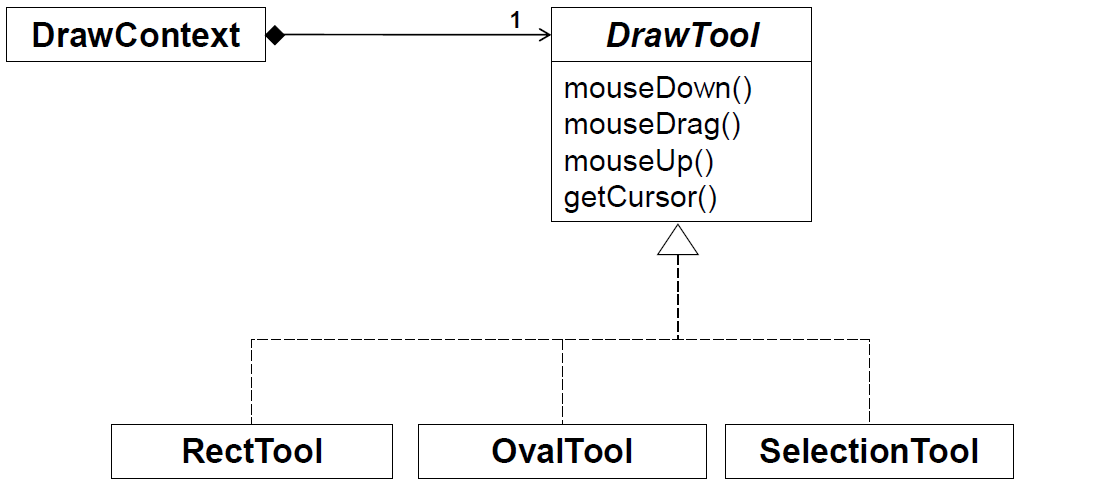 DrawContext
1
DrawTool
mouseDown()
mouseDrag()
mouseUp()
getCursor()
RectTool
OvalTool
SelectionTool